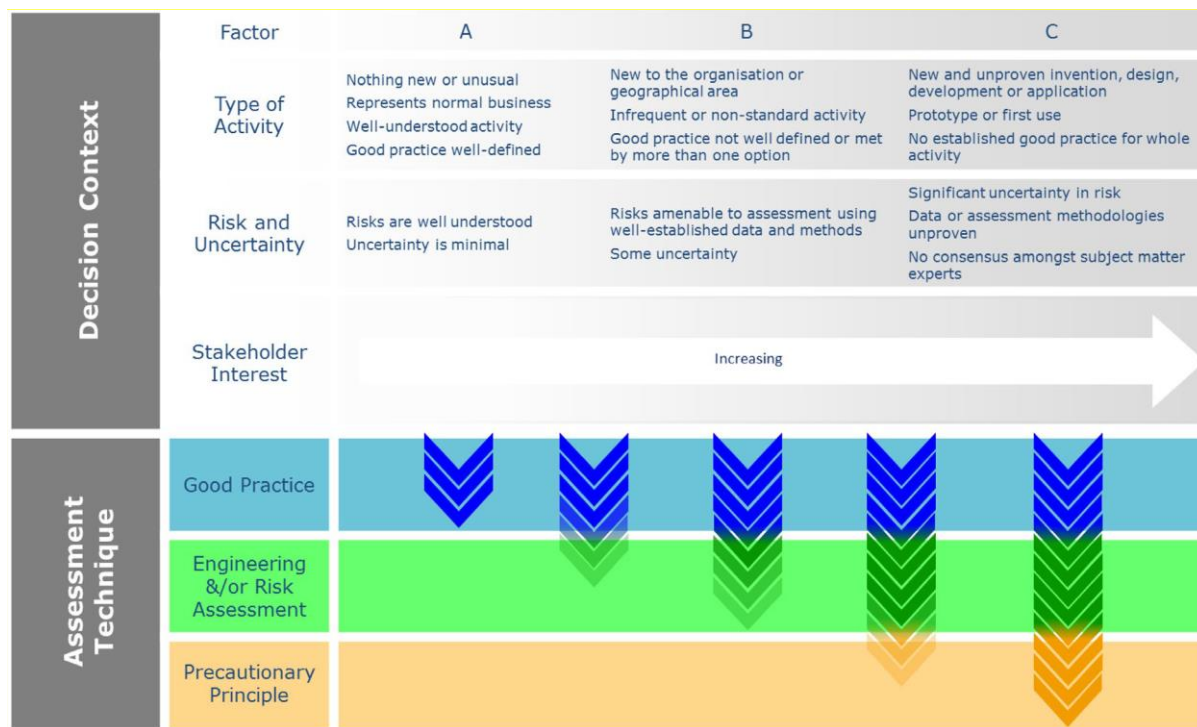 Decision Context
Factor
A
B
C
Type of
Activity
Nothing new or unusual
Represents normal business
Well-understood activity
Good practice well-defined
New to the organisation or
geographical area
Infrequent or non-standard activity
Good practice not well defined or met
by more than one option
New and unproven invention, design,
development or application
Prototype or first use
No established good practice for whole
activity
Risk and
Uncertainty
Risks are well understood
Uncertainty is minimal
Risks amenable to assessment using
well-established data and methods
Some uncertainty
Significant uncertainty in risk
Data or assessment methodologies
unproven
No consensus amongst subject matter
experts
Stakeholder
Interest
Increasing
Assessment
Technique
Good Practice
Engineering
&/or Risk
Assessment
Precautionary
Principle